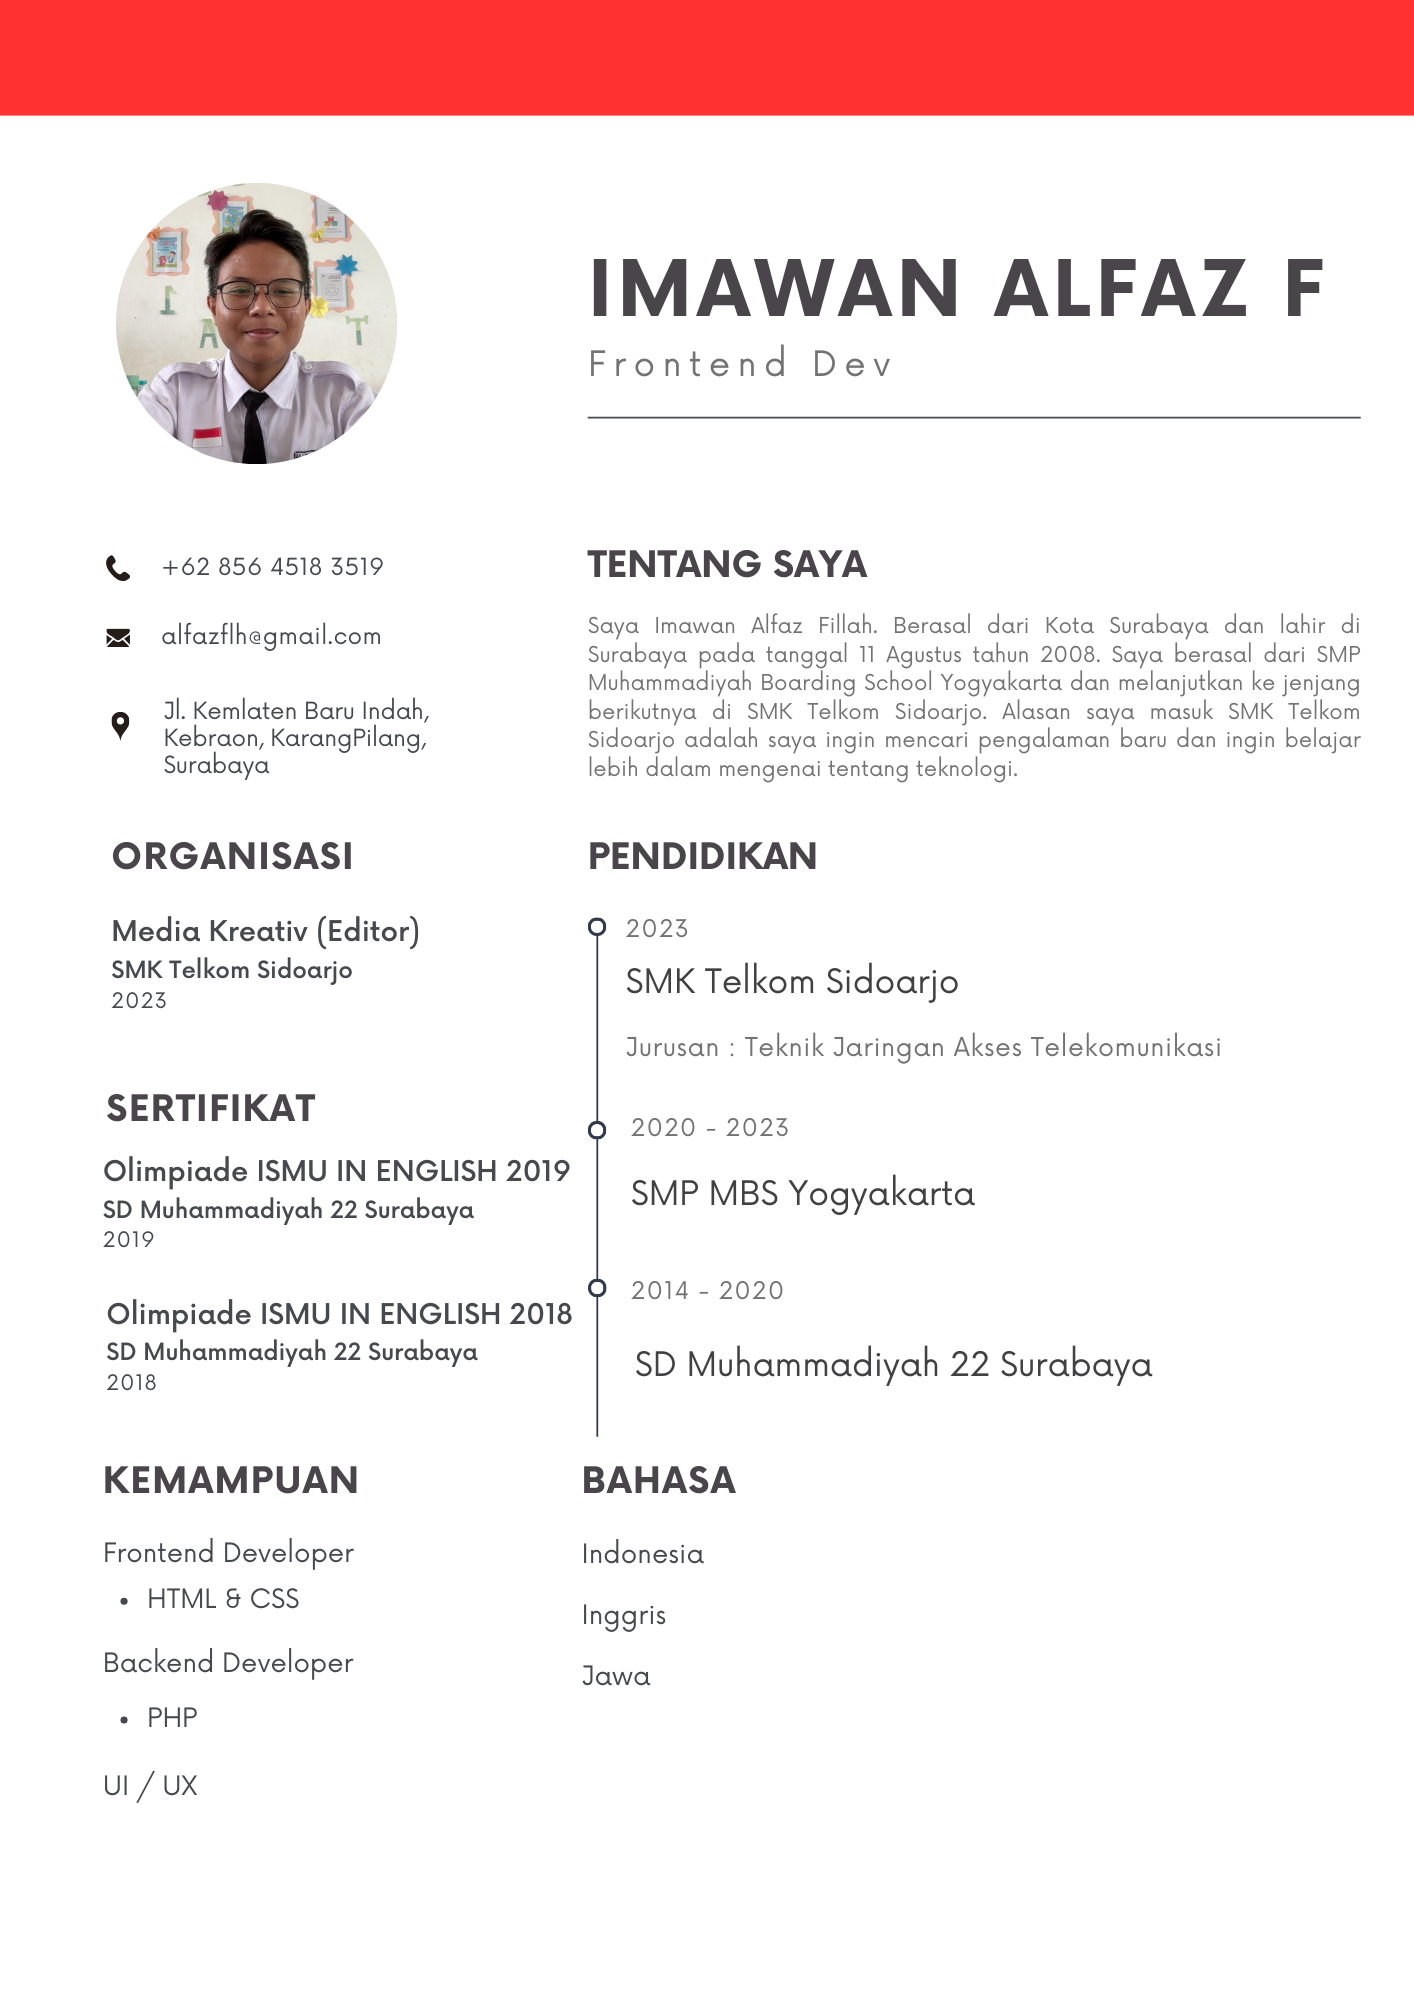 IMAWAN ALFAZ F
Frontend Dev
+62 856 4518 3519
alfazflh@gmail.com
Jl. Kemlaten Baru Indah,
Kebraon, KarangPilang,
Surabaya
TENTANG SAYA
Saya Imawan Alfaz Fillah. Berasal dari Kota Surabaya dan lahir di
Surabaya pada tanggal 11 Agustus tahun 2008. Saya berasal dari SMP
Muhammadiyah Boarding School Yogyakarta dan melanjutkan ke jenjang
berikutnya di SMK Telkom Sidoarjo. Alasan saya masuk SMK Telkom
Sidoarjo adalah saya ingin mencari pengalaman baru dan ingin belajar
lebih dalam mengenai tentang teknologi.
ORGANISASI
Media Kreativ (Editor)
SMK Telkom Sidoarjo
2023
SERTIFIKAT
Olimpiade ISMU IN ENGLISH 2019
SD Muhammadiyah 22 Surabaya
2019
Olimpiade ISMU IN ENGLISH 2018
SD Muhammadiyah 22 Surabaya
2018
PENDIDIKAN
2023
SMK Telkom Sidoarjo
Jurusan : Teknik Jaringan Akses Telekomunikasi
2020 - 2023
SMP MBS Yogyakarta
2014 - 2020
SD Muhammadiyah 22 Surabaya
KEMAMPUAN
Frontend Developer
• HTML & CSS
Backend Developer
• PHP
UI / UX
BAHASA
Indonesia
Inggris
Jawa